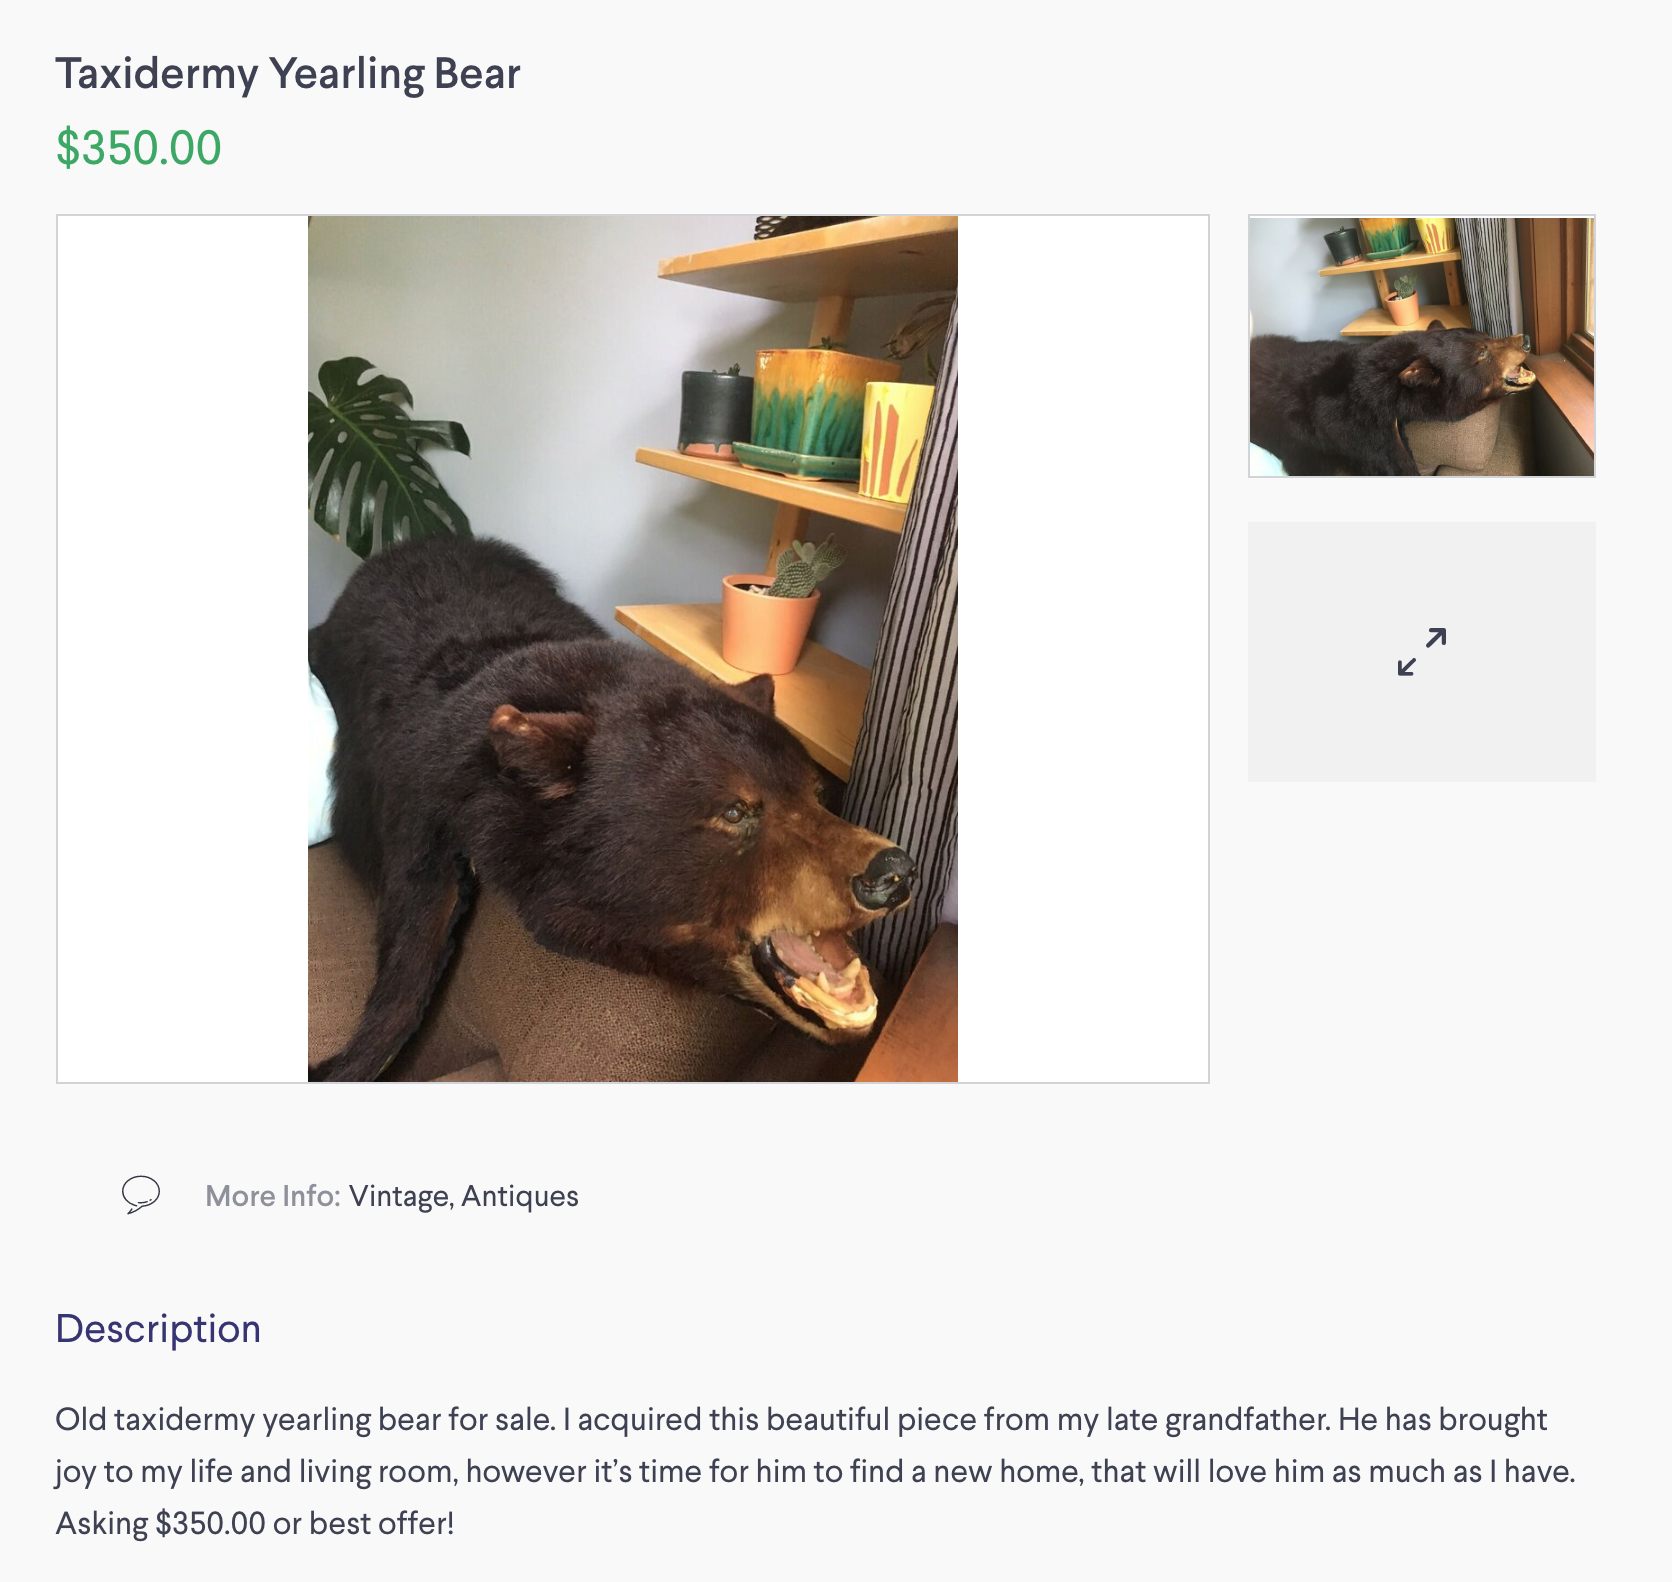 Taxidermy Yearling Bear
$350.00
More Info: Vintage, Antiques
Description
Old taxidermy yearling bear for sale. I acquired this beautiful piece from my late grandfather. He has brought
joy to my life and living room, however it’s time for him to find a new home, that will love him as much as I have.
Asking $350.00 or best offer!